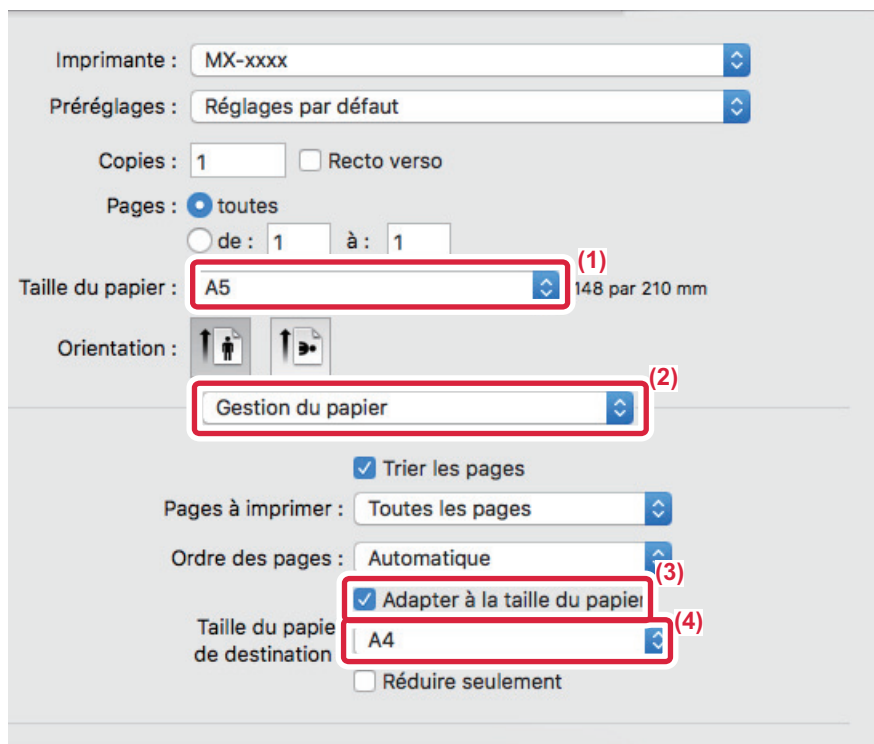 Imprimante : MX-xxxx
Préréglages : Réglages par défaut
Copies : 1 Recto verso
Pages : toutes
de : 1 à : 1
(1)
Taille du papier : A5 148 par 210 mm
Orientation :
(2)
Gestion du papier
Trier les pages
Pages à imprimer : Toutes les pages
Ordre des pages : Automatique
(3)
Adapter à la taille du papier
(4)
Taille du papie
A4
de destination
Réduire seulement